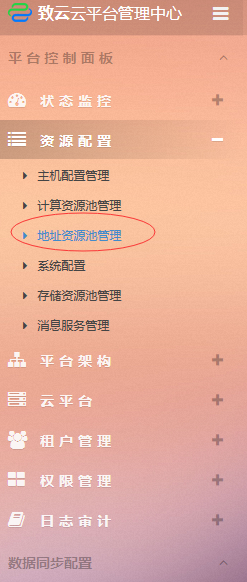 致云云平台管理中心
平台控制面板
状态监控
资源配置
主机配置管理
计算资源池管理
地址资源池管理
系统配置
存储资源池管理
消息服务管理
平台架构
云平台
租户管理
权限管理
日志审计
数据同步配置